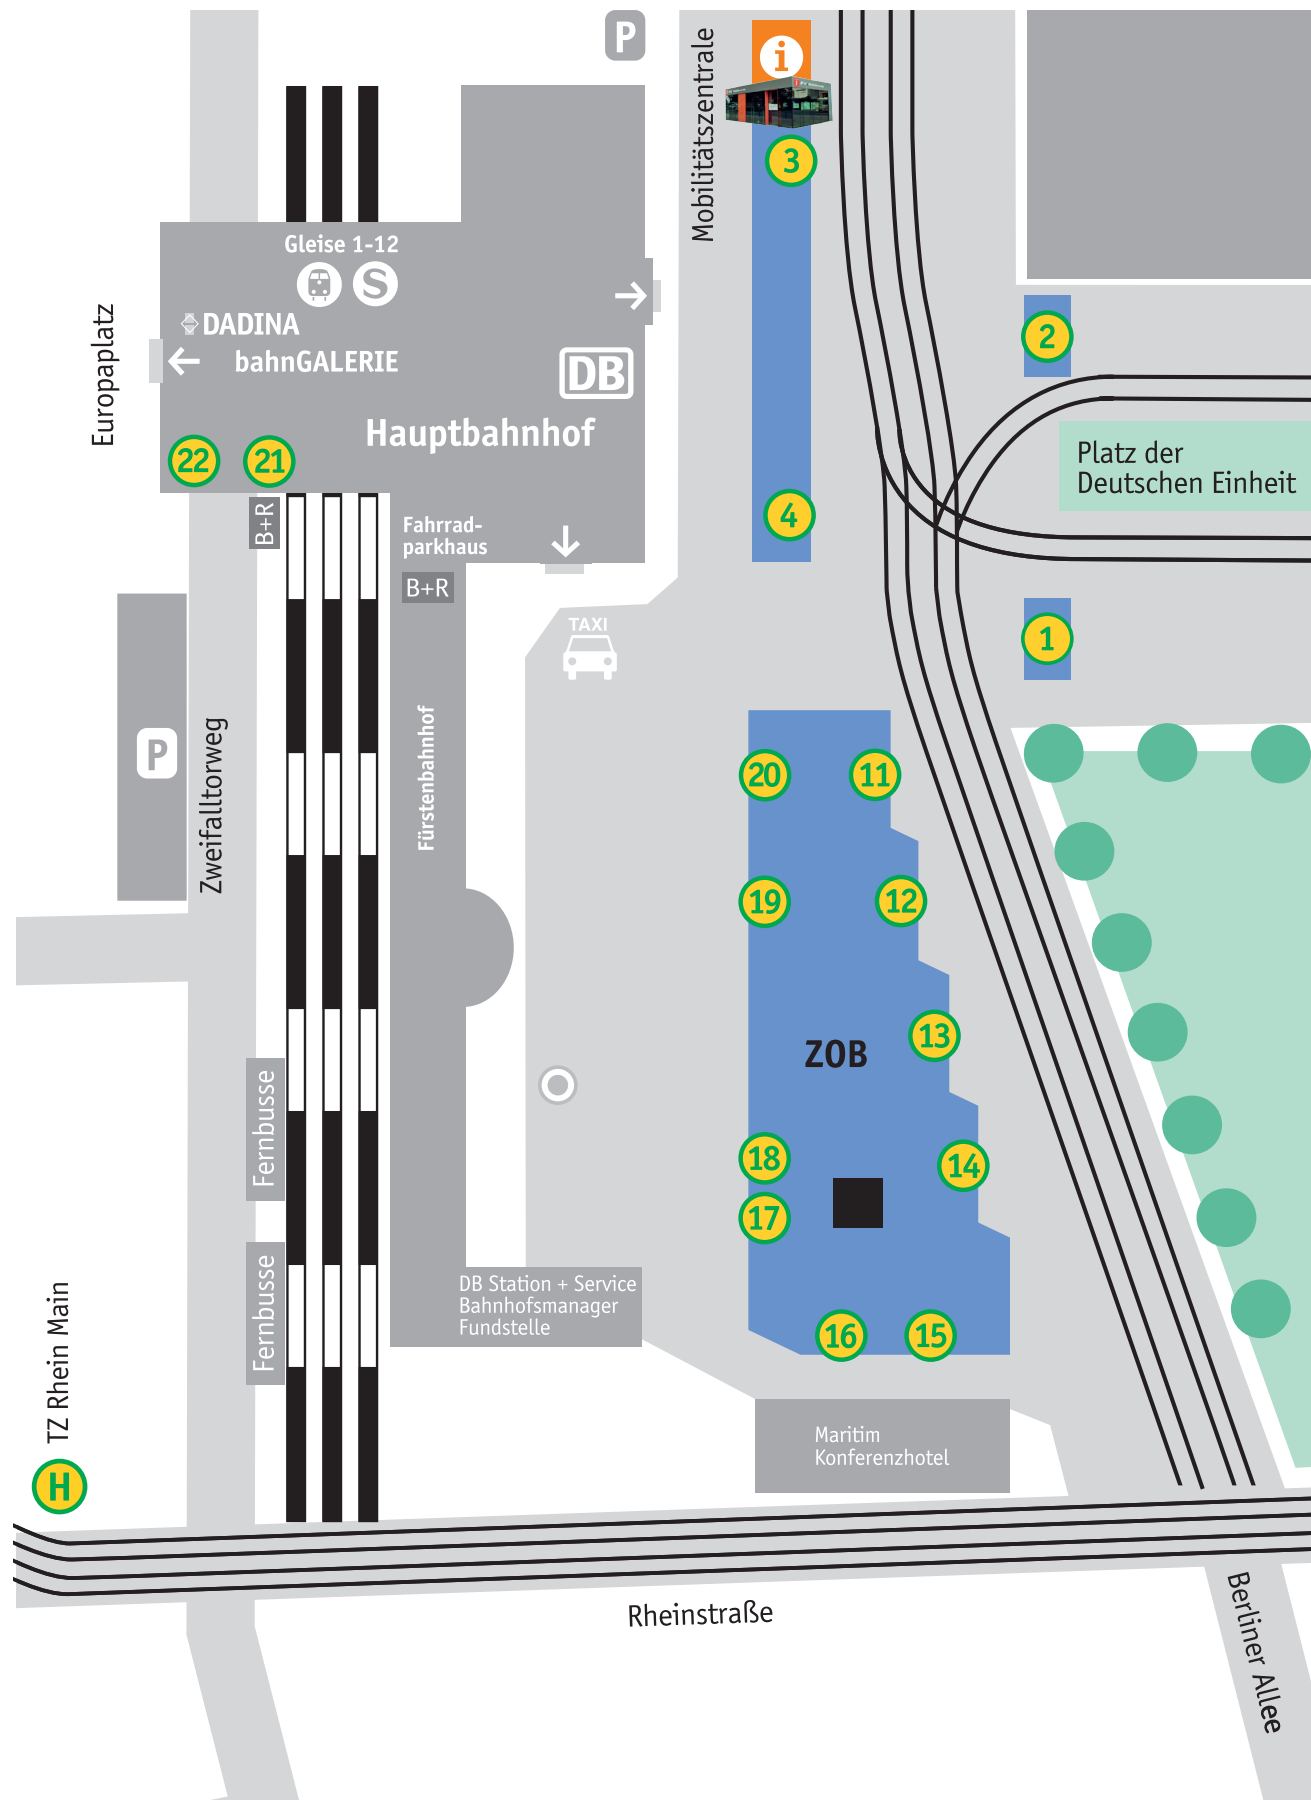 P
Mobilitätszentrale
i
3
Gleise 1-12
S
DADINA
bahnGALERIE
DB
Hauptbahnhof
Europaplatz
22
21
B+R
Fahrrad-
parkhaus
B+R
2
Platz der
Deutschen Einheit
4
1
TAXI
P
Zweifalltorweg
Fürstenbahnhof
20
11
19
12
ZOB
13
18
14
17
Fernbusse
Fernbusse
DB Station + Service
Bahnhofsmanager
Fundstelle
16
15
TZ Rhein Main
H
Maritim
Konferenzhotel
Rheinstraße
Berliner Allee